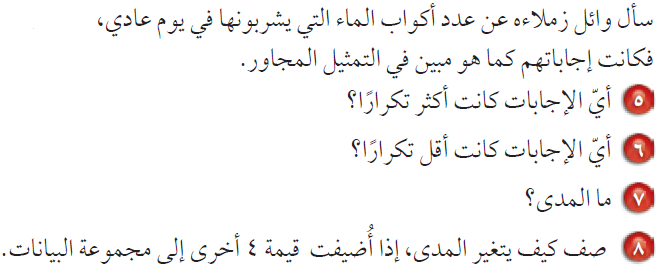 سأل وائل زملاءه عن عدد أكواب الماء التي يشربونها في يوم عادي،
فكانت إجاباتهم كما هو مبين في التمثيل المجاور.
٥ أيّ الإجابات كانت أكثر تكرارًا؟
٦ أيّ الإجابات كانت أقل تكرارًا؟
٧ ما المدى؟
٨ صف كيف يتغير المدى، إذا أُضيفت قيمة ٤ أخرى إلى مجموعة البيانات.